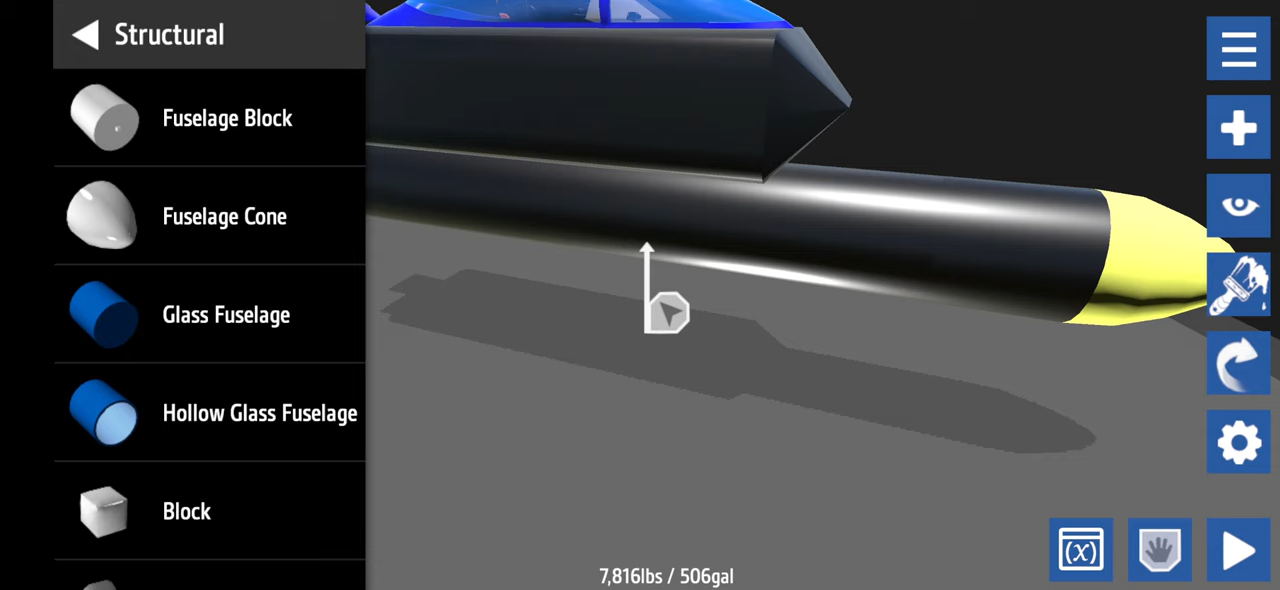 Structural
Fuselage Block
Fuselage Cone
Glass Fuselage
Hollow Glass Fuselage
Block
(x)
7,816lbs / 506gal